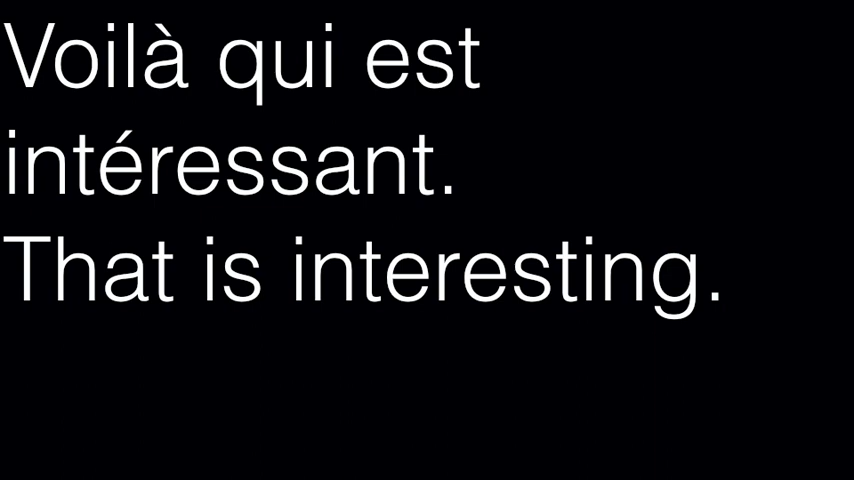 Voilà qui est
intéressant.
That is interesting.